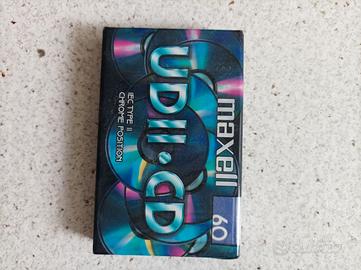 maxell
UDII•CD
IEC TYPE II
CHROME POSITION
60